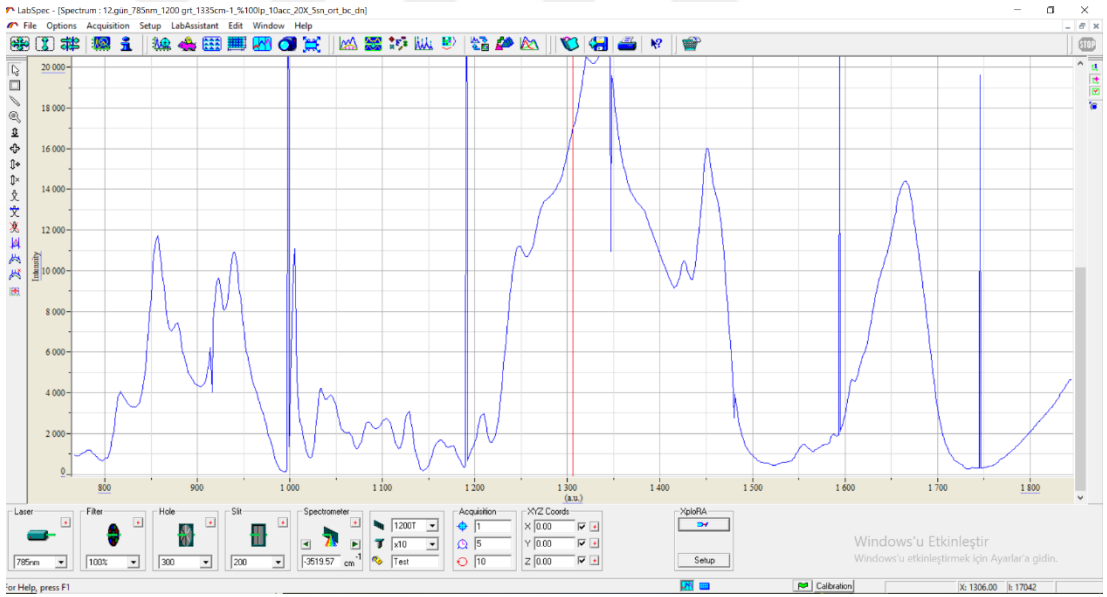 LabSpec - [Spectrum : 12.gün_785nm_1200 grt_1335cm-1_%100lp_10acc_20X_5sn_ort_bc_dn]
File Options Acquisition Setup LabAssistant Edit Window Help
STOP
20 000
18 000
16 000
14 000
12 000
10 000
8 000
6 000
4 000
2 000
0
Intensity
800 900 1 000 1 100 1 200 1 300 1 400 1 500 1 600 1 700 1 800
(a.u.)
Laser Filter Hole Slit Spectrometer Acquisition XYZ Coords XploRA
1200T 1 X 0.00
x10 5 Y 0.00
785nm 100% 300 200 -3519.57 cm-1 Test 10 Z 0.00 Setup
Windows'u Etkinleştir
Windows'u etkinleştirmek için Ayarlar'a gidin.
For Help, press F1 Calibration X: 1306.00 I: 17042